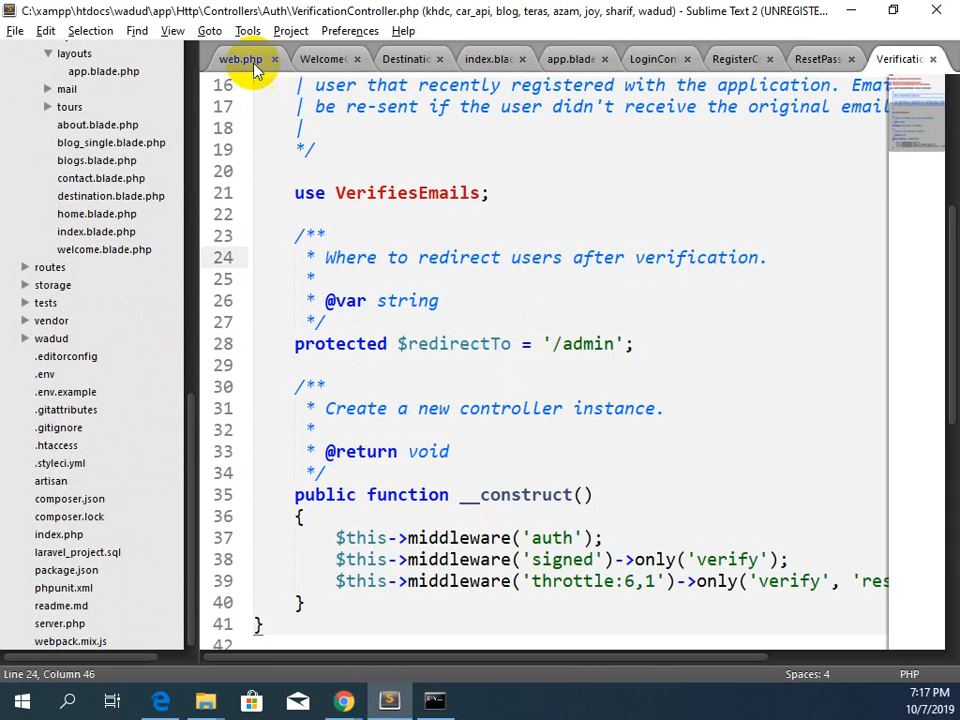 C:\xampp\htdocs\wadud\app\Http\Controllers\Auth\VerificationController.php (khdc, car_api, blog, teras, azam, joy, sharif, wadud) - Sublime Text 2 (UNREGISTE...
File Edit Selection Find View Goto Tools Project Preferences Help
web.php × WelcomeC × Destinatic × index.bla × app.blade × LoginCon × RegisterC × ResetPass × Verificatic ×
layouts
app.blade.php
mail
tours
about.blade.php
blog_single.blade.php
blogs.blade.php
contact.blade.php
destination.blade.php
home.blade.php
index.blade.php
welcome.blade.php
routes
storage
tests
vendor
wadud
.editorconfig
.env
.env.example
.gitattributes
.gitignore
.htaccess
.styleci.yml
artisan
composer.json
composer.lock
index.php
laravel_project.sql
package.json
phpunit.xml
readme.md
server.php
webpack.mix.js
16 | user that recently registered with the application. Emai
17 | be re-sent if the user didn't receive the original email
18 |
19 */
20
21 use VerifiesEmails;
22
23 /**
24 * Where to redirect users after verification.
25 *
26 * @var string
27 */
28 protected $redirectTo = '/admin';
29
30 /**
31 * Create a new controller instance.
32 *
33 * @return void
34 */
35 public function __construct()
36 {
37 $this->middleware('auth');
38 $this->middleware('signed')->only('verify');
39 $this->middleware('throttle:6,1')->only('verify', 'res
40 }
41 }
42
Line 24, Column 46 Spaces: 4 PHP
7:17 PM
10/7/2019